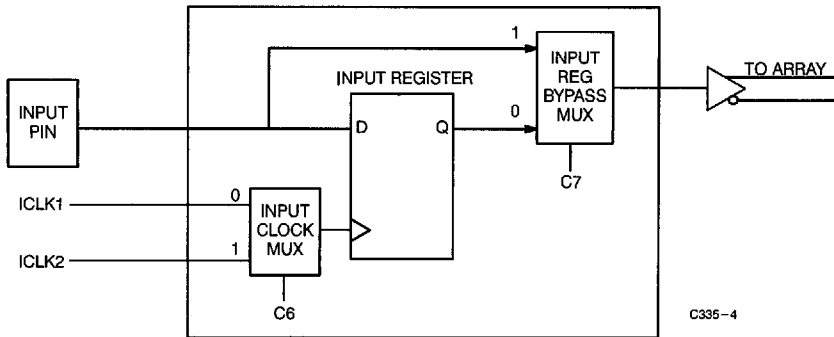 1
INPUT
REG
BYPASS
MUX
TO ARRAY
INPUT REGISTER
INPUT
PIN
D
Q
0
C7
ICLK1
0
INPUT
CLOCK
MUX
ICLK2
1
C6
C335-4